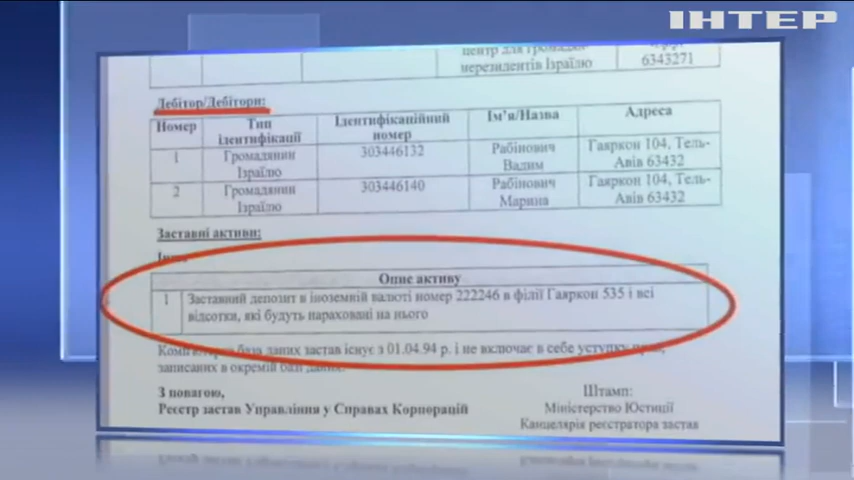 ІНТЕР
центр для громадян-
нерезидентів Ізраїлю
6343271
Дебітор/Дебітори:
Номер
Тип
ідентифікації
Ідентифікаційний
номер
Ім'я/Назва
Адреса
1
Громадянин
Ізраїлю
303446132
Рабінович
Вадим
Гаяркон 104, Тель-
Авів 63432
2
Громадянин
Ізраїлю
303446140
Рабінович
Марина
Гаяркон 104, Тель-
Авів 63432
Заставні активи:
Опис активу
1
Заставний депозит в іноземній валюті номер 222246 в філії Гаяркон 535 і всі
відсотки, які будуть нараховані на нього
база даних застав існує з 01.04.94 р. і не включає в себе уступку
записаних в окремій базі даних.
З повагою,
Реєстр застав Управління у Справах Корпорацій
Штамп:
Міністерство Юстиції
Канцелярія реєстратора застав